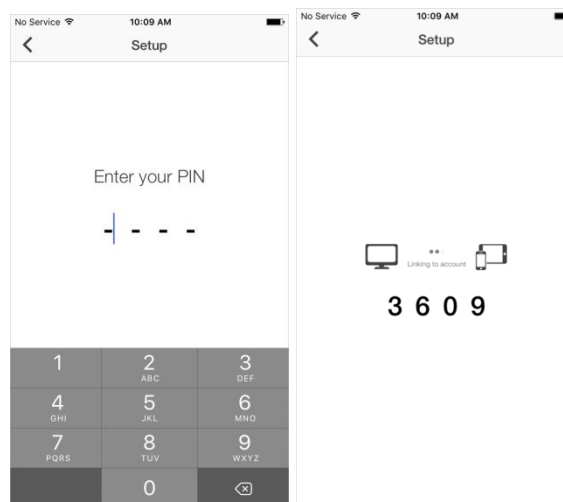 No Service 10:09 AM
Setup
Enter your PIN
- - - -
1 2 3
ABC DEF
4 5 6
GHI JKL MNO
7 8 9
PQRS TUV WXYZ
0
No Service 10:09 AM
Setup
Linking to account
3 6 0 9